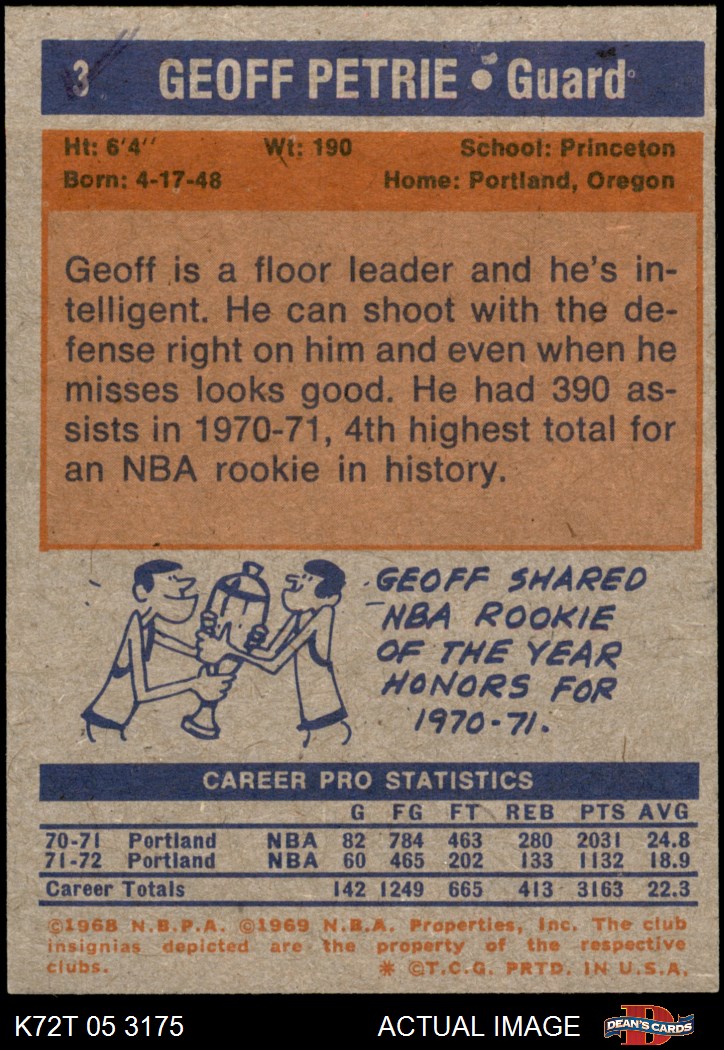 3 GEOFF PETRIE • Guard
Ht: 6'4" Wt: 190 School: Princeton
Born: 4-17-48 Home: Portland, Oregon
Geoff is a floor leader and he's in-
telligent. He can shoot with the de-
fense right on him and even when he
misses looks good. He had 390 as-
sists in 1970-71, 4th highest total for
an NBA rookie in history.
GEOFF SHARED
NBA ROOKIE
OF THE YEAR
HONORS FOR
1970-71.
CAREER PRO STATISTICS
G FG FT REB PTS AVG
70-71 Portland NBA 82 784 463 280 2031 24.8
71-72 Portland NBA 60 465 202 133 1132 18.9
Career Totals 142 1249 665 413 3163 22.3
©1968 N.B.P.A. ©1969 N.B.A. Properties, Inc. The club
insignias depicted are the property of the respective
clubs. * ©T.C.G. PRTD. IN U.S.A.
K72T 05 3175 ACTUAL IMAGE D DEAN'S CARDS